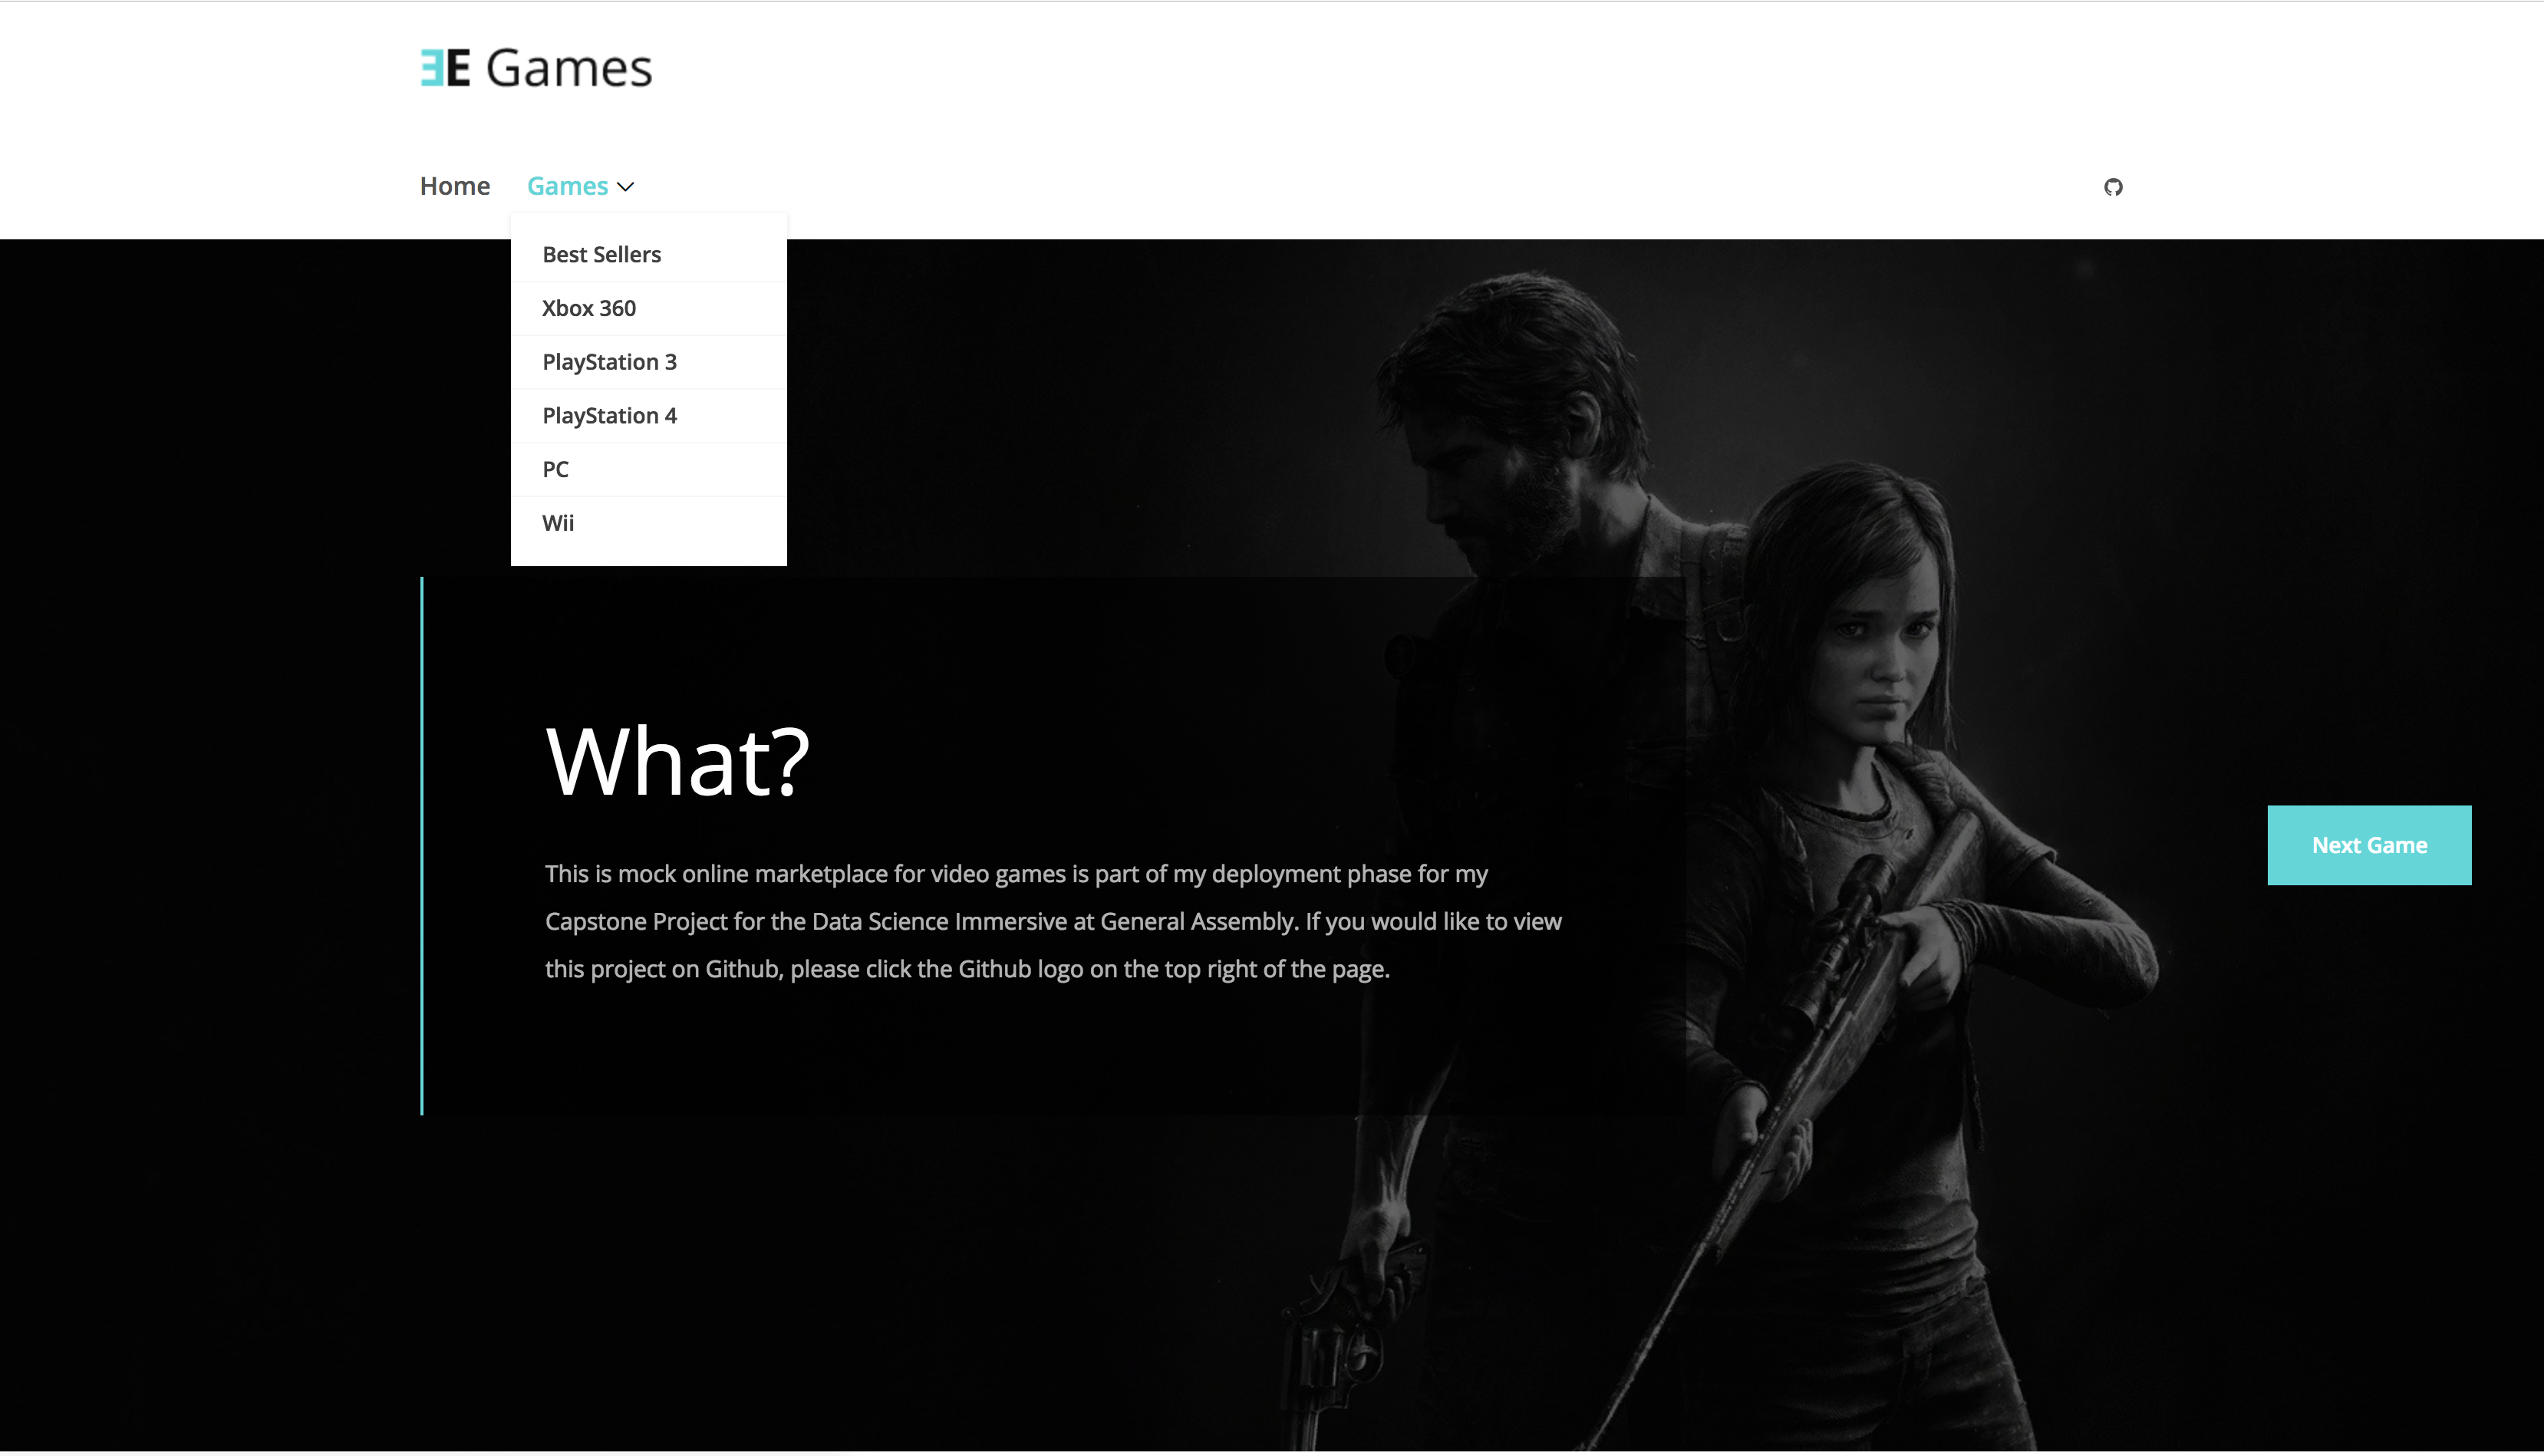 E Games
Home Games
Best Sellers
Xbox 360
PlayStation 3
PlayStation 4
PC
Wii
What?
This is mock online marketplace for video games is part of my deployment phase for my
Capstone Project for the Data Science Immersive at General Assembly. If you would like to view
this project on Github, please click the Github logo on the top right of the page.
Next Game